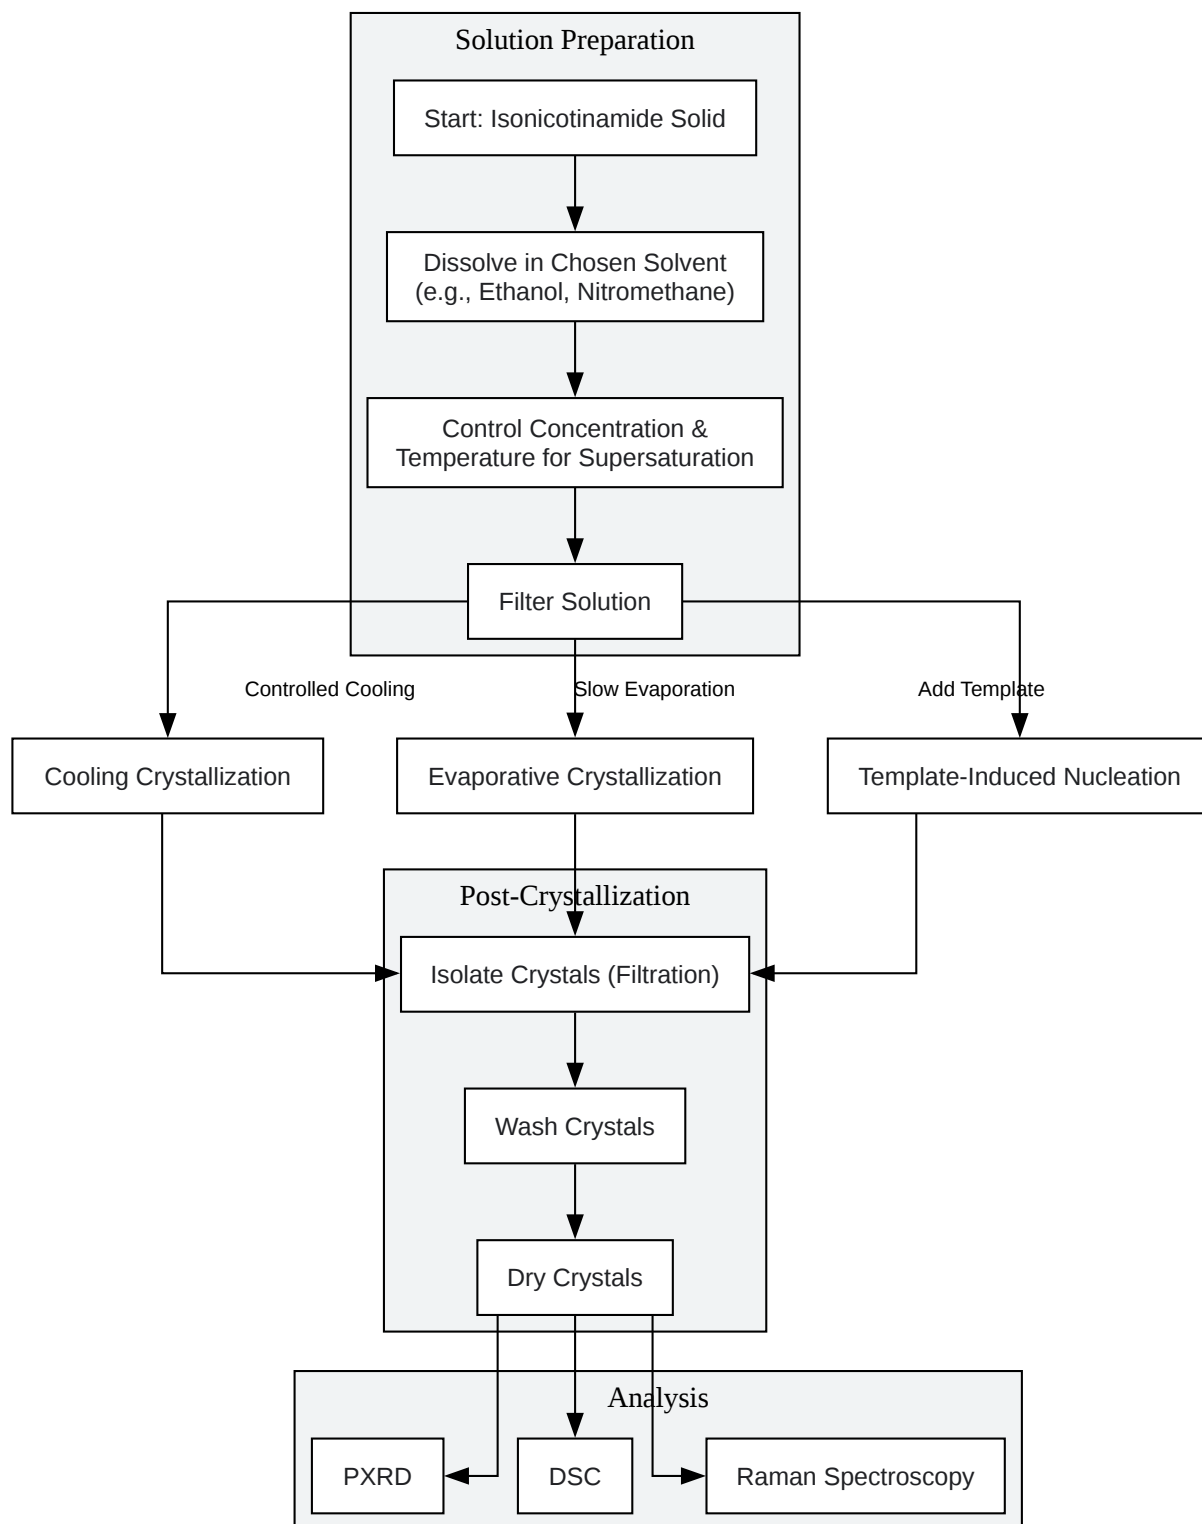 Solution Preparation
Start: Isonicotinamide Solid
Dissolve in Chosen Solvent
(e.g., Ethanol, Nitromethane)
Control Concentration &
Temperature for Supersaturation
Filter Solution
Controlled Cooling
Slow Evaporation
Add Template
Cooling Crystallization
Evaporative Crystallization
Template-Induced Nucleation
Post-Crystallization
Isolate Crystals (Filtration)
Wash Crystals
Dry Crystals
Analysis
PXRD
DSC
Raman Spectroscopy